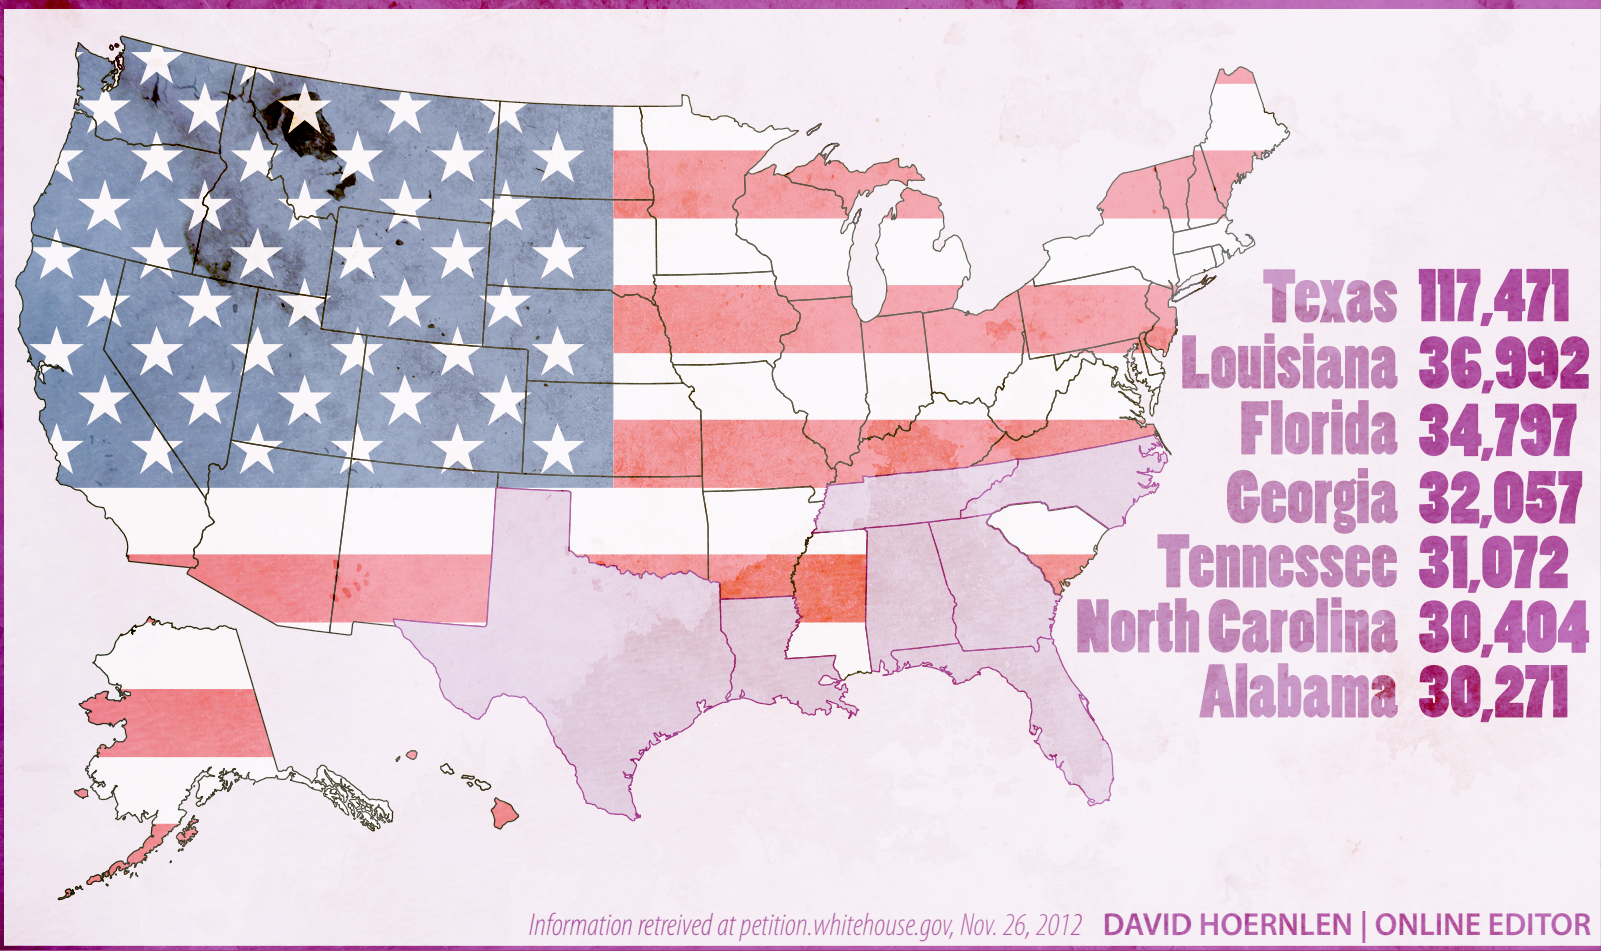 Texas 117,471
Louisiana 36,992
Florida 34,797
Georgia 32,057
Tennessee 31,072
North Carolina 30,404
Alabama 30,271
Information retreived at petition.whitehouse.gov, Nov. 26, 2012 DAVID HOERNLEN | ONLINE EDITOR